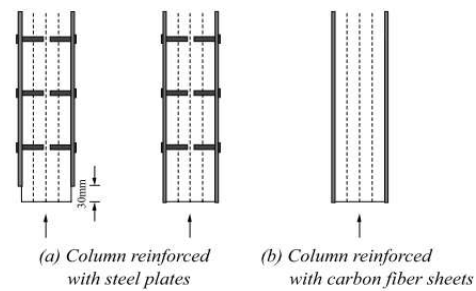 30mm
(a) Column reinforced
with steel plates
(b) Column reinforced
with carbon fiber sheets